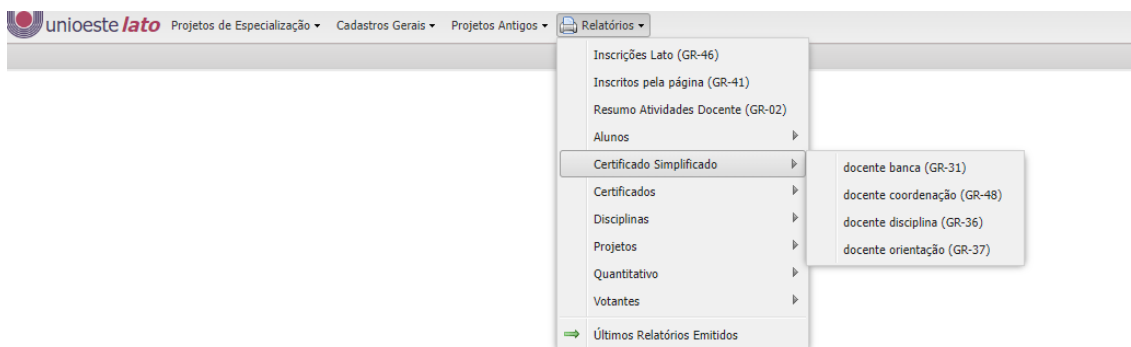 unioeste lato Projetos de Especialização Cadastros Gerais Projetos Antigos Relatórios
Inscrições Lato (GR-46)
Inscritos pela página (GR-41)
Resumo Atividades Docente (GR-02)
Alunos
Certificado Simplificado
docente banca (GR-31)
docente coordenação (GR-48)
docente disciplina (GR-36)
docente orientação (GR-37)
Certificados
Disciplinas
Projetos
Quantitativo
Votantes
Últimos Relatórios Emitidos